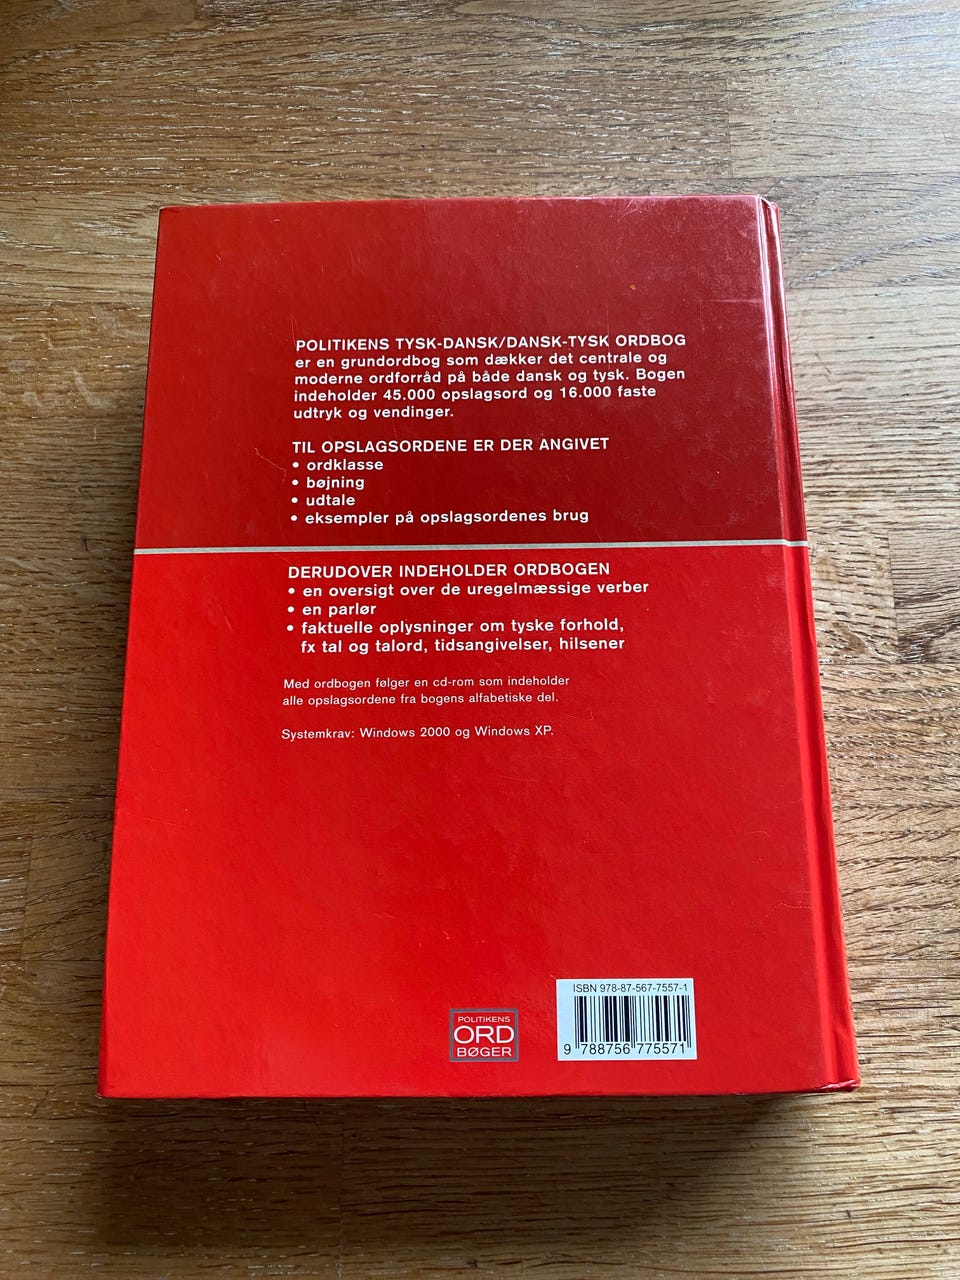 POLITIKENS TYSK-DANSK/DANSK-TYSK ORDBOG
er en grundordbog som dækker det centrale og
moderne ordforråd på både dansk og tysk. Bogen
indeholder 45.000 opslagsord og 16.000 faste
udtryk og vendinger.
TIL OPSLAGSORDENE ER DER ANGIVET
• ordklasse
• bøjning
• udtale
• eksempler på opslagsordenes brug
DERUDOVER INDEHOLDER ORDBOGEN
• en oversigt over de uregelmæssige verber
• en parlør
• faktuelle oplysninger om tyske forhold,
fx tal og talord, tidsangivelser, hilsener
Med ordbogen følger en cd-rom som indeholder
alle opslagsordene fra bogens alfabetiske del.
Systemkrav: Windows 2000 og Windows XP.
POLITIKENS
ORD
BØGER
ISBN 978-87-567-7557-1
9 788756 775571